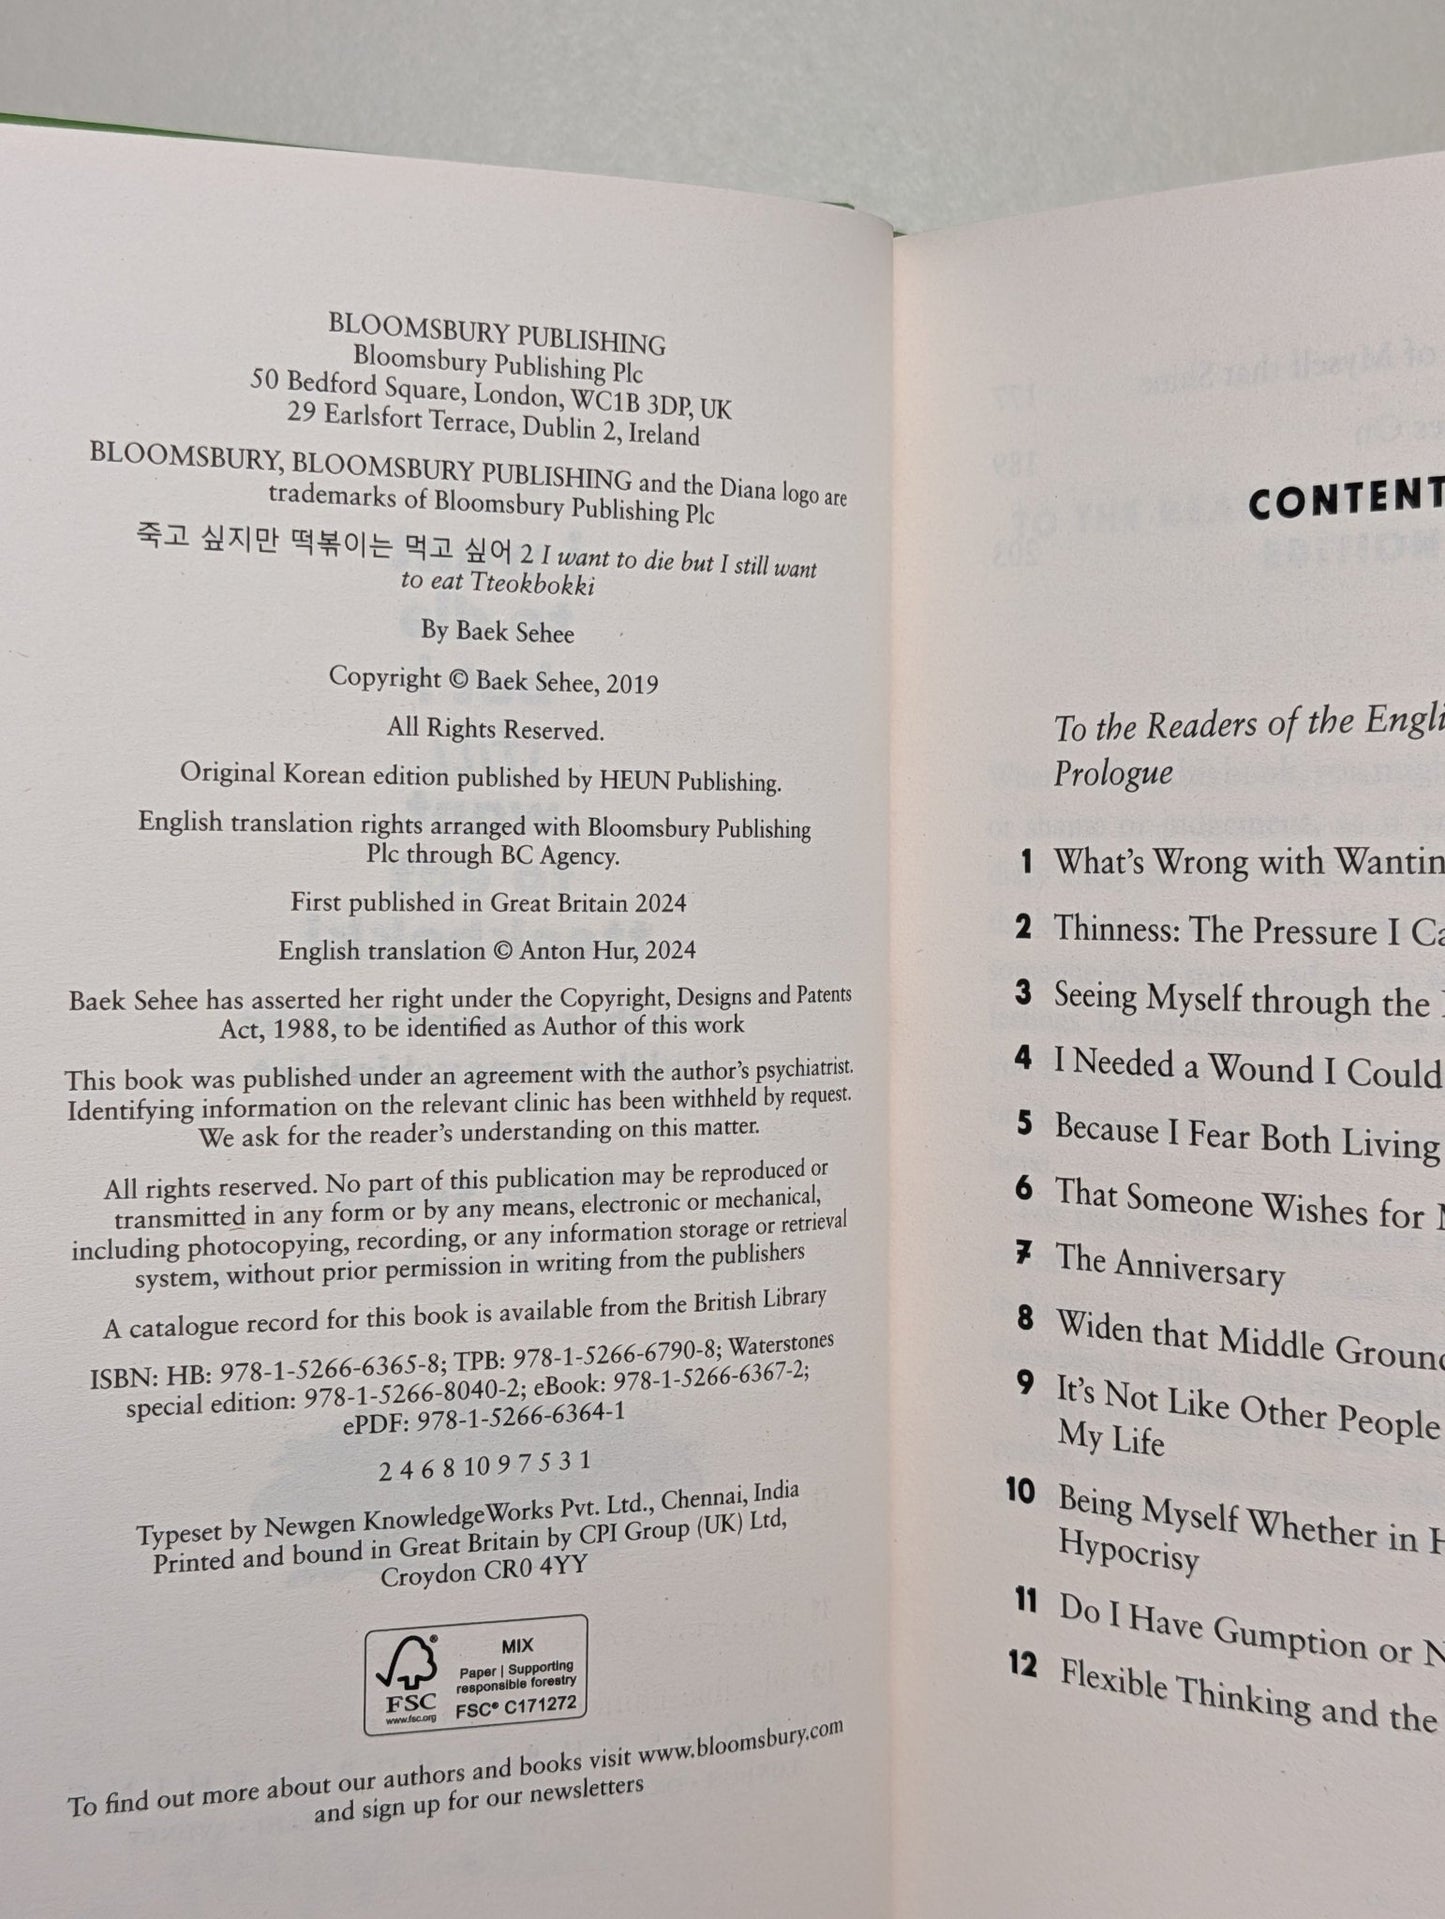 BLOOMSBURY PUBLISHING
Bloomsbury Publishing Plc
50 Bedford Square, London, WC1B 3DP, UK
29 Earlsfort Terrace, Dublin 2, Ireland
BLOOMSBURY, BLOOMSBURY PUBLISHING and the Diana logo are
trademarks of Bloomsbury Publishing Plc
죽고 싶지만 떡볶이는 먹고 싶어 2 I want to die but I still want
to eat Tteokbokki
By Baek Sehee
Copyright © Baek Sehee, 2019
All Rights Reserved.
Original Korean edition published by HEUN Publishing.
English translation rights arranged with Bloomsbury Publishing
Plc through BC Agency.
First published in Great Britain 2024
English translation © Anton Hur, 2024
Baek Sehee has asserted her right under the Copyright, Designs and Patents
Act, 1988, to be identified as Author of this work
This book was published under an agreement with the author's psychiatrist.
Identifying information on the relevant clinic has been withheld by request.
We ask for the reader's understanding on this matter.
All rights reserved. No part of this publication may be reproduced or
transmitted in any form or by any means, electronic or mechanical,
including photocopying, recording, or any information storage or retrieval
system, without prior permission in writing from the publishers
A catalogue record for this book is available from the British Library
ISBN: HB: 978-1-5266-6365-8; TPB: 978-1-5266-6790-8; Waterstones
special edition: 978-1-5266-8040-2; eBook: 978-1-5266-6367-2;
ePDF: 978-1-5266-6364-1
2 4 6 8 10 9 7 5 3 1
Typeset by Newgen KnowledgeWorks Pvt. Ltd., Chennai, India
Printed and bound in Great Britain by CPI Group (UK) Ltd,
Croydon CR0 4YY
FSC
www.fsc.org
MIX
Paper | Supporting
responsible forestry
FSC® C171272
To find out more about our authors and books visit www.bloomsbury.com
and sign up for our newsletters
CONTENT
To the Readers of the Engli
Prologue
1 What's Wrong with Wantin
2 Thinness: The Pressure I Ca
3 Seeing Myself through the
4 I Needed a Wound I Could
5 Because I Fear Both Living
6 That Someone Wishes for
7 The Anniversary
8 Widen that Middle Ground
9 It's Not Like Other People
My Life
10 Being Myself Whether in H
Hypocrisy
11 Do I Have Gumption or N
12 Flexible Thinking and the